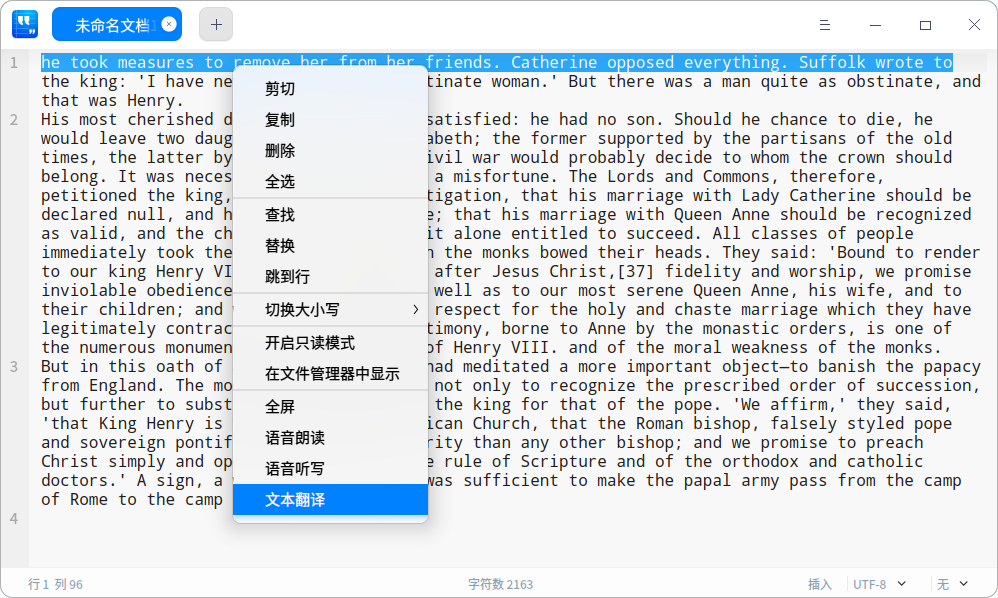 未命名文档1
1 he took measures to remove her from her friends. Catherine opposed everything. Suffolk wrote to
the king: 'I have ne tinate woman.' But there was a man quite as obstinate, and
that was Henry.
2 His most cherished d satisfied: he had no son. Should he chance to die, he
would leave two daug abeth; the former supported by the partisans of the old
times, the latter by ivil war would probably decide to whom the crown should
belong. It was neces a misfortune. The Lords and Commons, therefore,
petitioned the king, tigation, that his marriage with Lady Catherine should be
declared null, and h e; that his marriage with Queen Anne should be recognized
as valid, and the ch it alone entitled to succeed. All classes of people
immediately took the n the monks bowed their heads. They said: 'Bound to render
to our king Henry VI after Jesus Christ,[37] fidelity and worship, we promise
inviolable obedience well as to our most serene Queen Anne, his wife, and to
their children; and respect for the holy and chaste marriage which they have
legitimately contrac timony, borne to Anne by the monastic orders, is one of
the numerous monumen of Henry VIII. and of the moral weakness of the monks.
3 But in this oath of had meditated a more important object—to banish the papacy
from England. The mo not only to recognize the prescribed order of succession,
but further to subst the king for that of the pope. 'We affirm,' they said,
'that King Henry is ican Church, that the Roman bishop, falsely styled pope
and sovereign pontif rity than any other bishop; and we promise to preach
Christ simply and op e rule of Scripture and of the orthodox and catholic
doctors.' A sign, a was sufficient to make the papal army pass from the camp
of Rome to the camp
4
剪切
复制
删除
全选
查找
替换
跳到行
切换大小写
开启只读模式
在文件管理器中显示
全屏
语音朗读
语音听写
文本翻译
行 1 列 96 字符数 2163 插入 UTF-8 无